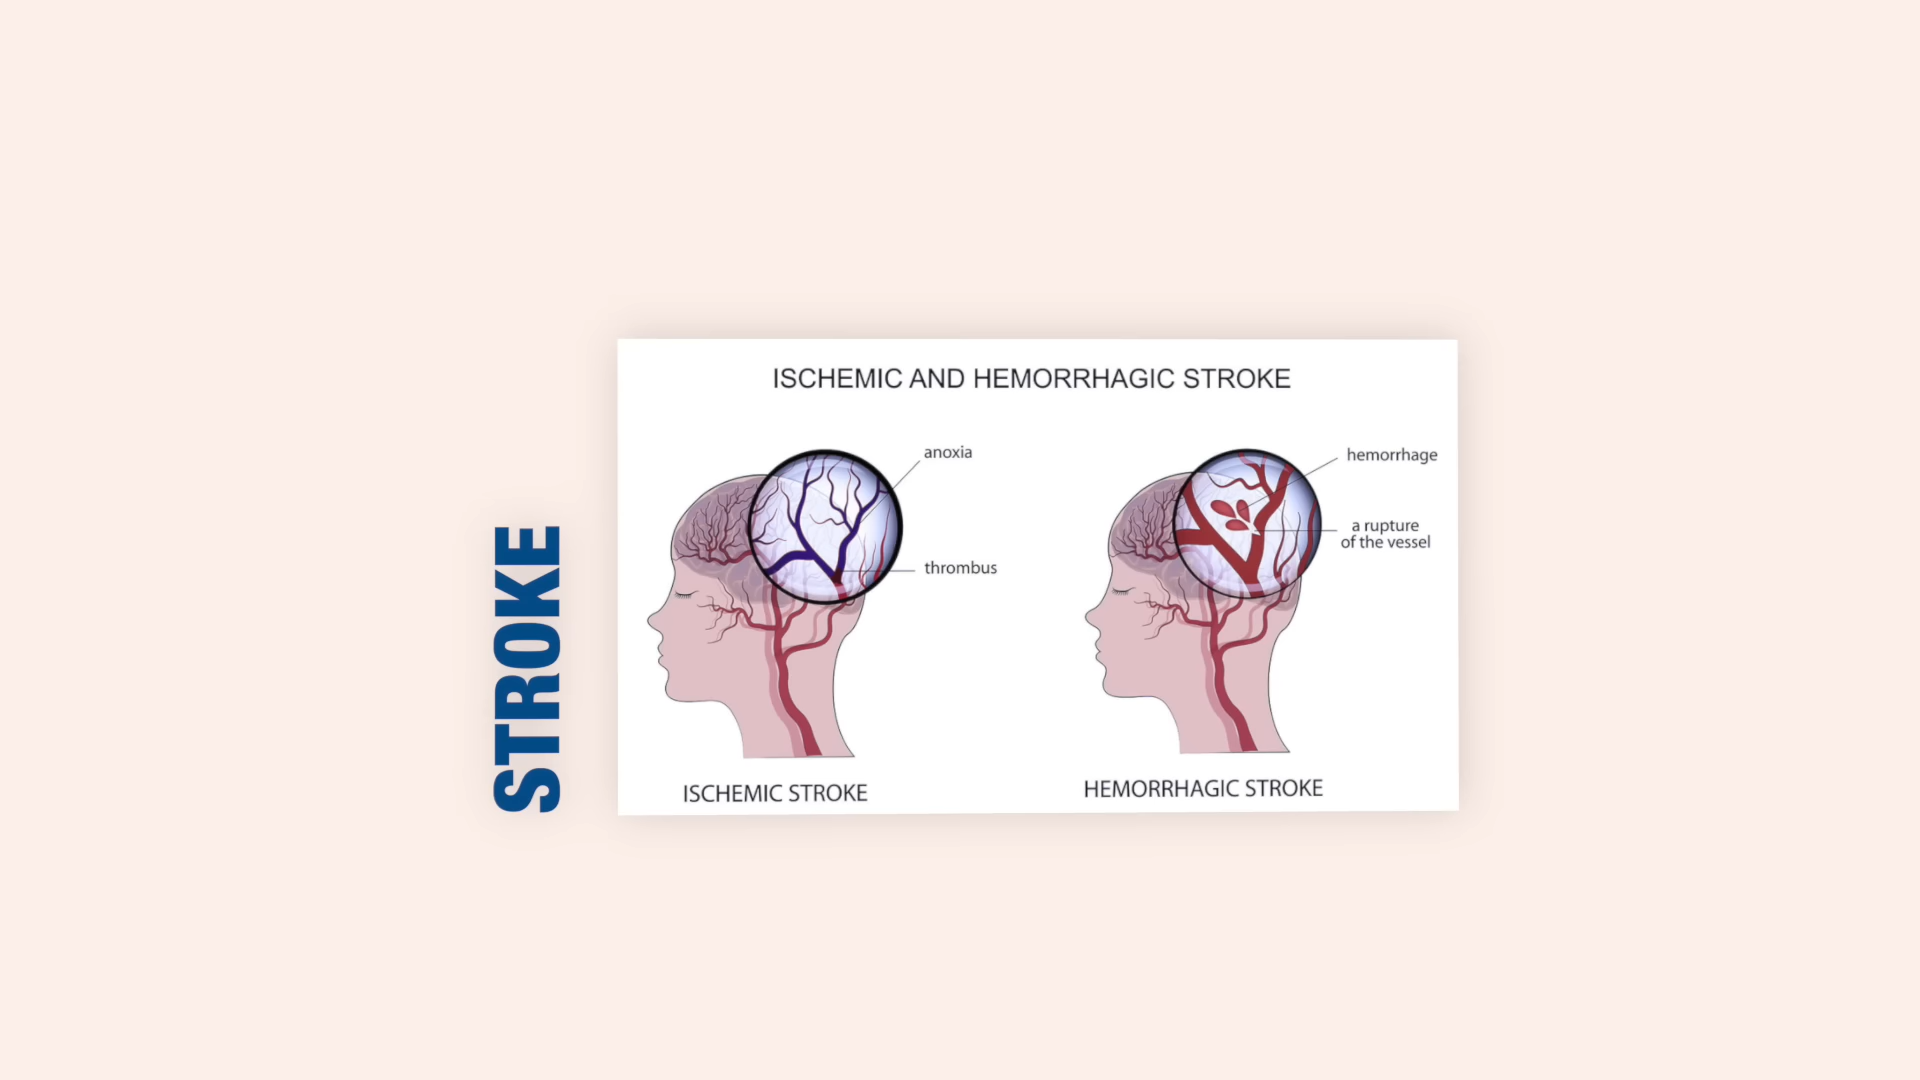 STROKE
ISCHEMIC AND HEMORRHAGIC STROKE
anoxia
thrombus
hemorrhage
a rupture
of the vessel
ISCHEMIC STROKE
HEMORRHAGIC STROKE